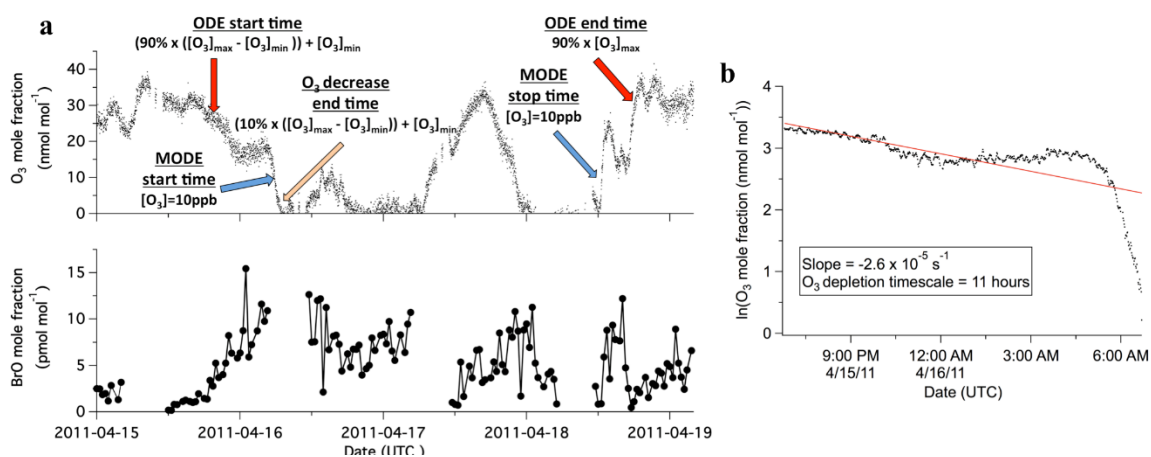 a
ODE start time
(90% x ([O₃]max - [O₃]min )) + [O₃]min
ODE end time
90% x [O₃]max
O₃ decrease
end time
(10% x ([O₃]max - [O₃]min)) + [O₃]min
MODE
stop time
[O₃]=10ppb
MODE
start time
[O₃]=10ppb
O₃ mole fraction
(nmol mol⁻¹)
40
30
20
10
0
BrO mole fraction
(pmol mol⁻¹)
15
10
5
0
2011-04-15
2011-04-16
2011-04-17
2011-04-18
2011-04-19
Date (UTC)
b
ln(O₃ mole fraction (nmol mol⁻¹))
4
3
2
1
0
Slope = -2.6 x 10⁻⁵ s⁻¹
O₃ depletion timescale = 11 hours
9:00 PM
4/15/11
12:00 AM
4/16/11
3:00 AM
6:00 AM
Date (UTC)